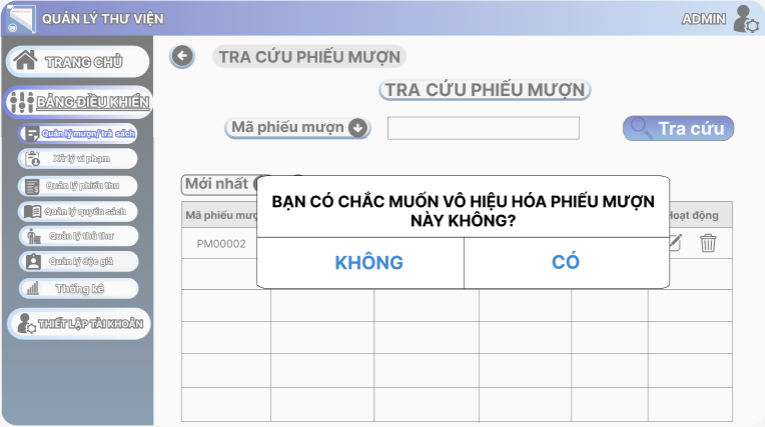 QUẢN LÝ THƯ VIỆN
ADMIN
TRANG CHỦ
BẢNG ĐIỀU KHIỂN
Quản lý mượn/ trả sách
Xử lý vi phạm
Quản lý phiếu thu
Quản lý quyển sách
Quản lý thủ thư
Quản lý độc giả
Thống kê
THIẾT LẬP TÀI KHOẢN
TRA CỨU PHIẾU MƯỢN
TRA CỨU PHIẾU MƯỢN
Mã phiếu mượn
Tra cứu
Mới nhất
Mã phiếu
động
PM00002
BẠN CÓ CHẮC MUỐN VÔ HIỆU HÓA PHIẾU MƯỢN
NÀY KHÔNG?
KHÔNG
CÓ